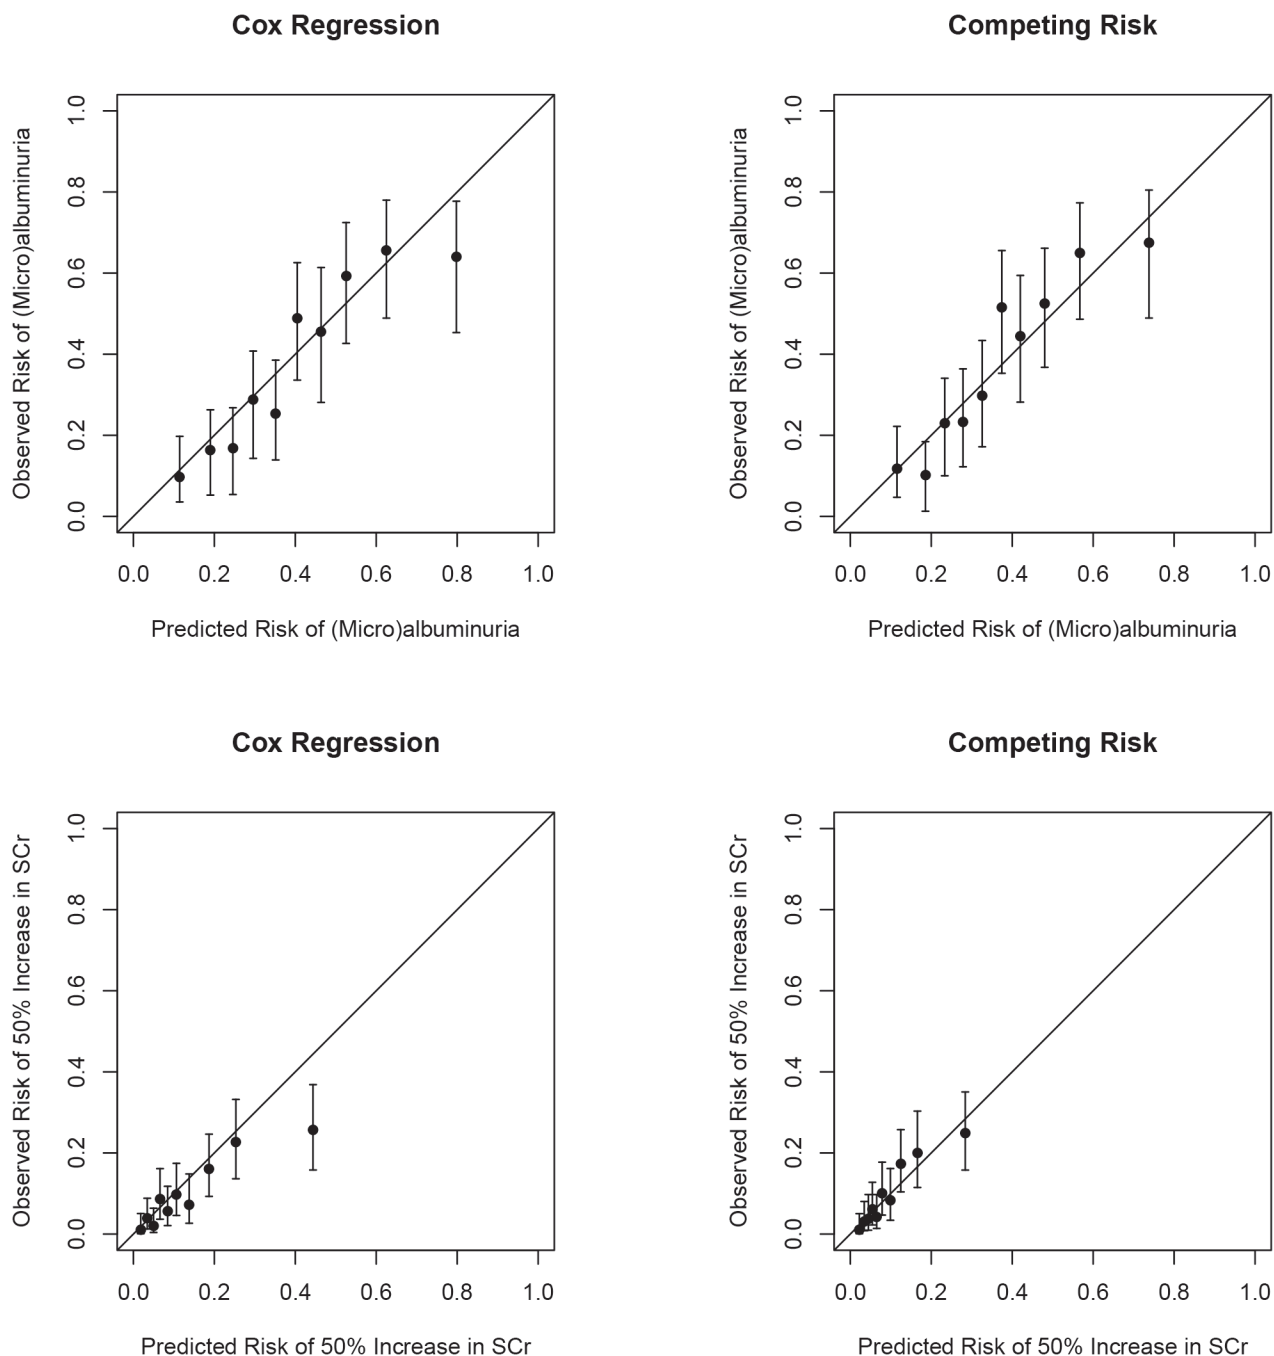 Cox Regression
Observed Risk of (Micro)albuminuria
1.0
0.8
0.6
0.4
0.2
0.0
0.0 0.2 0.4 0.6 0.8 1.0
Predicted Risk of (Micro)albuminuria
Competing Risk
Observed Risk of (Micro)albuminuria
1.0
0.8
0.6
0.4
0.2
0.0
0.0 0.2 0.4 0.6 0.8 1.0
Predicted Risk of (Micro)albuminuria
Cox Regression
Observed Risk of 50% Increase in SCr
1.0
0.8
0.6
0.4
0.2
0.0
0.0 0.2 0.4 0.6 0.8 1.0
Predicted Risk of 50% Increase in SCr
Competing Risk
Observed Risk of 50% Increase in SCr
1.0
0.8
0.6
0.4
0.2
0.0
0.0 0.2 0.4 0.6 0.8 1.0
Predicted Risk of 50% Increase in SCr